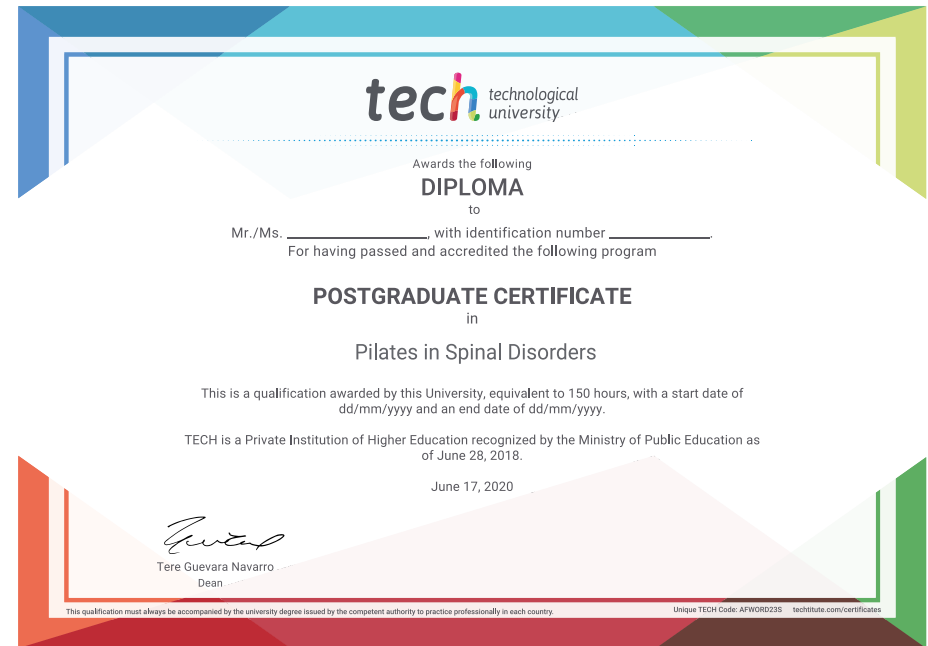 tech technological
university
Awards the following
DIPLOMA
to
Mr./Ms. ____________________, with identification number ______________.
For having passed and accredited the following program
POSTGRADUATE CERTIFICATE
in
Pilates in Spinal Disorders
This is a qualification awarded by this University, equivalent to 150 hours, with a start date of
dd/mm/yyyy and an end date of dd/mm/yyyy.
TECH is a Private Institution of Higher Education recognized by the Ministry of Public Education as
of June 28, 2018.
June 17, 2020
Tere Guevara Navarro
Dean
This qualification must always be accompanied by the university degree issued by the competent authority to practice professionally in each country.
Unique TECH Code: AFWORD23S techtitute.com/certificates